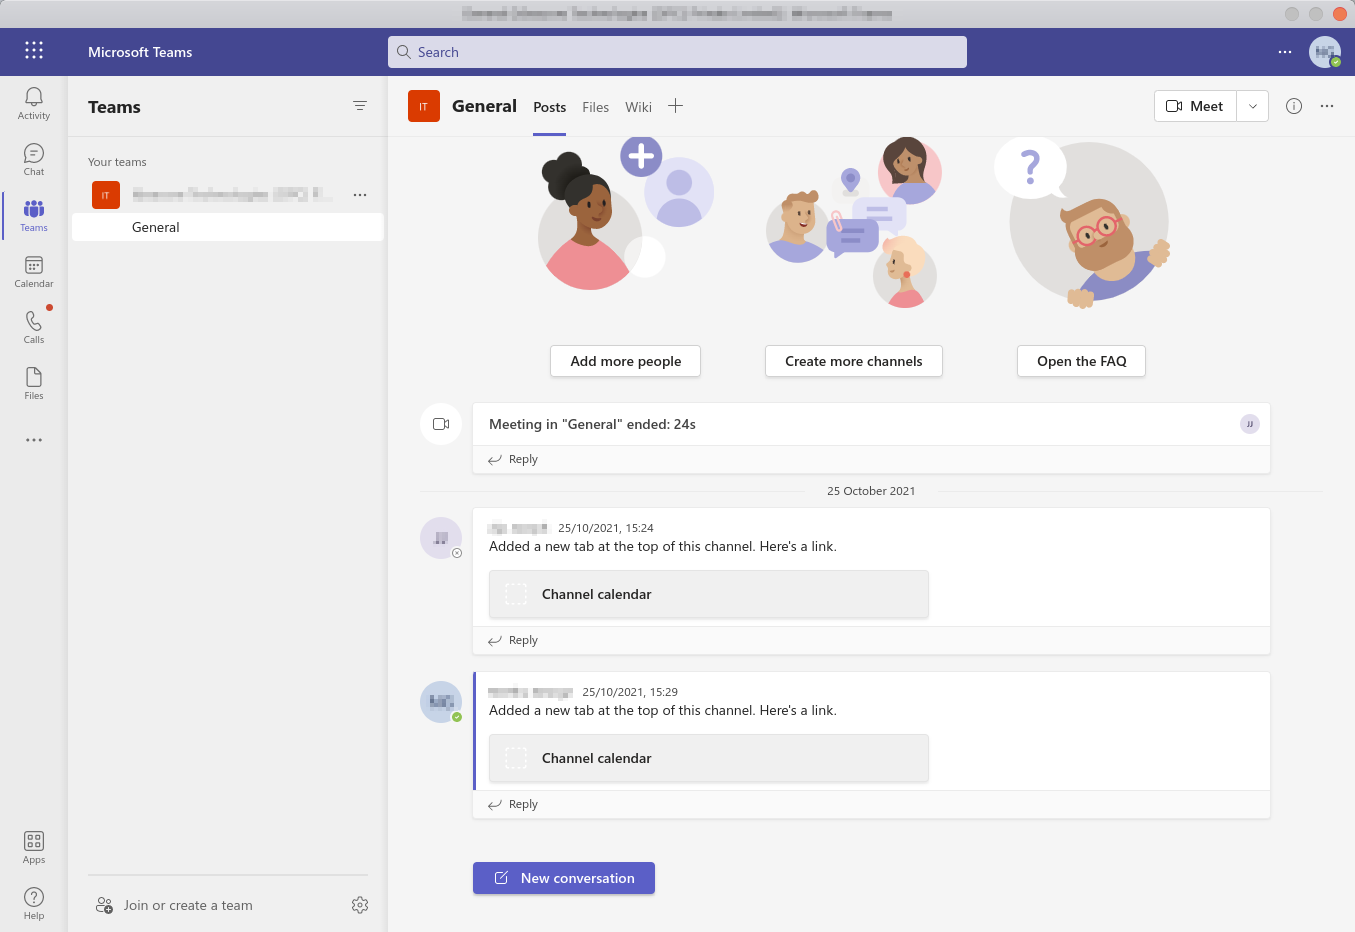 Microsoft Teams
Search
Activity
Chat
Teams
Calendar
Calls
Files
Apps
Help
Teams
Your teams
IT
General
Join or create a team
IT General Posts Files Wiki
Meet
?
Add more people
Create more channels
Open the FAQ
Meeting in "General" ended: 24s
JJ
Reply
25 October 2021
25/10/2021, 15:24
Added a new tab at the top of this channel. Here's a link.
Channel calendar
Reply
25/10/2021, 15:29
Added a new tab at the top of this channel. Here's a link.
Channel calendar
Reply
New conversation